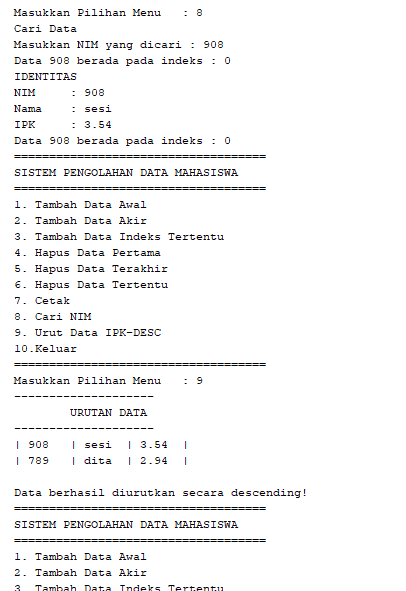 Masukkan Pilihan Menu   : 8
Cari Data
Masukkan NIM yang dicari : 908
Data 908 berada pada indeks : 0
IDENTITAS
NIM     : 908
Nama    : sesi
IPK     : 3.54
Data 908 berada pada indeks : 0
====================================
SISTEM PENGOLAHAN DATA MAHASISWA
====================================
1. Tambah Data Awal
2. Tambah Data Akir
3. Tambah Data Indeks Tertentu
4. Hapus Data Pertama
5. Hapus Data Terakhir
6. Hapus Data Tertentu
7. Cetak
8. Cari NIM
9. Urut Data IPK-DESC
10.Keluar
====================================
Masukkan Pilihan Menu   : 9
--------------------
        URUTAN DATA
--------------------
| 908   | sesi  | 3.54  |
| 789   | dita  | 2.94  |

Data berhasil diurutkan secara descending!
====================================
SISTEM PENGOLAHAN DATA MAHASISWA
====================================
1. Tambah Data Awal
2. Tambah Data Akir
3. Tambah Data Indeks Tertentu